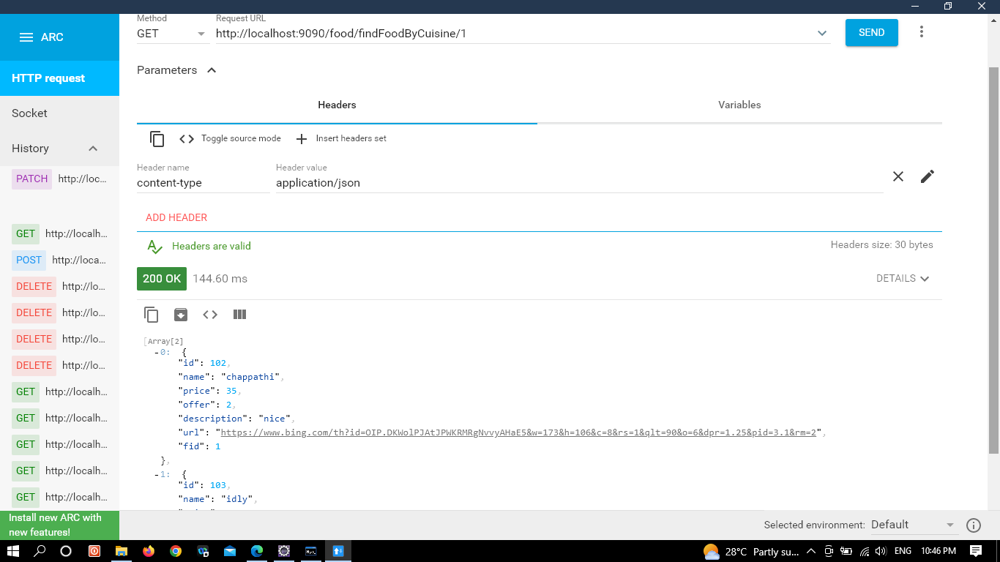 Method
Request URL
GET
http://localhost:9090/food/findFoodByCuisine/1
SEND
ARC
HTTP request
Socket
History
PATCH http://loc...
GET http://localh...
POST http://loca...
DELETE http://lo...
DELETE http://lo...
DELETE http://lo...
DELETE http://lo...
GET http://localh...
GET http://localh...
GET http://localh...
GET http://localh...
GET http://localh...
Install new ARC with
new features!
Parameters
Headers
Variables
Toggle source mode
Insert headers set
Header name
Header value
content-type
application/json
ADD HEADER
Headers are valid
Headers size: 30 bytes
200 OK 144.60 ms
DETAILS
[Array[2]
-0: {
"id": 102,
"name": "chappathi",
"price": 35,
"offer": 2,
"description": "nice",
"url": "https://www.bing.com/th?id=OIP.DKWolPJAtJPWKRMRgNvvyAHaE5&w=173&h=106&c=8&rs=1&qlt=90&o=6&dpr=1.25&pid=3.1&rm=2",
"fid": 1
},
-1: {
"id": 103,
"name": "idly",
Selected environment: Default
28°C Partly su... ENG 10:46 PM